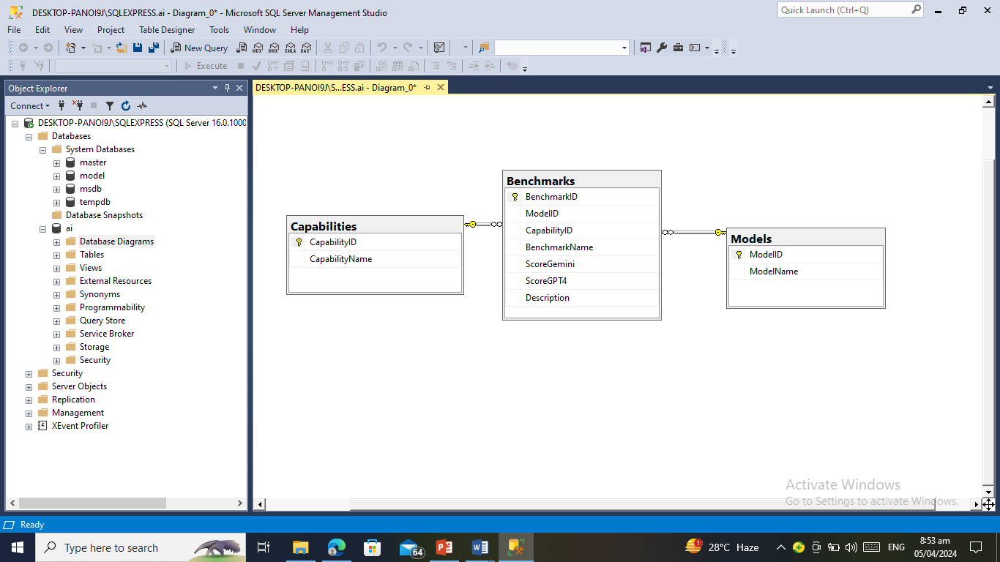 DESKTOP-PANOI9J\SQLEXPRESS.ai - Diagram_0* - Microsoft SQL Server Management Studio
Quick Launch (Ctrl+Q)
File Edit View Project Table Designer Tools Window Help
New Query
MDX DMX XMLA DAX
Execute
Object Explorer
Connect
DESKTOP-PANOI9J\SQLEXPRESS (SQL Server 16.0.1000
Databases
System Databases
master
model
msdb
tempdb
Database Snapshots
ai
Database Diagrams
Tables
Views
External Resources
Synonyms
Programmability
Query Store
Service Broker
Storage
Security
Security
Server Objects
Replication
Management
XEvent Profiler
DESKTOP-PANOI9J\S...ESS.ai - Diagram_0*
Capabilities
CapabilityID
CapabilityName
Benchmarks
BenchmarkID
ModelID
CapabilityID
BenchmarkName
ScoreGemini
ScoreGPT4
Description
Models
ModelID
ModelName
Activate Windows
Go to Settings to activate Windows.
Ready
Type here to search
64
1
28°C Haze
ENG
8:53 am
05/04/2024